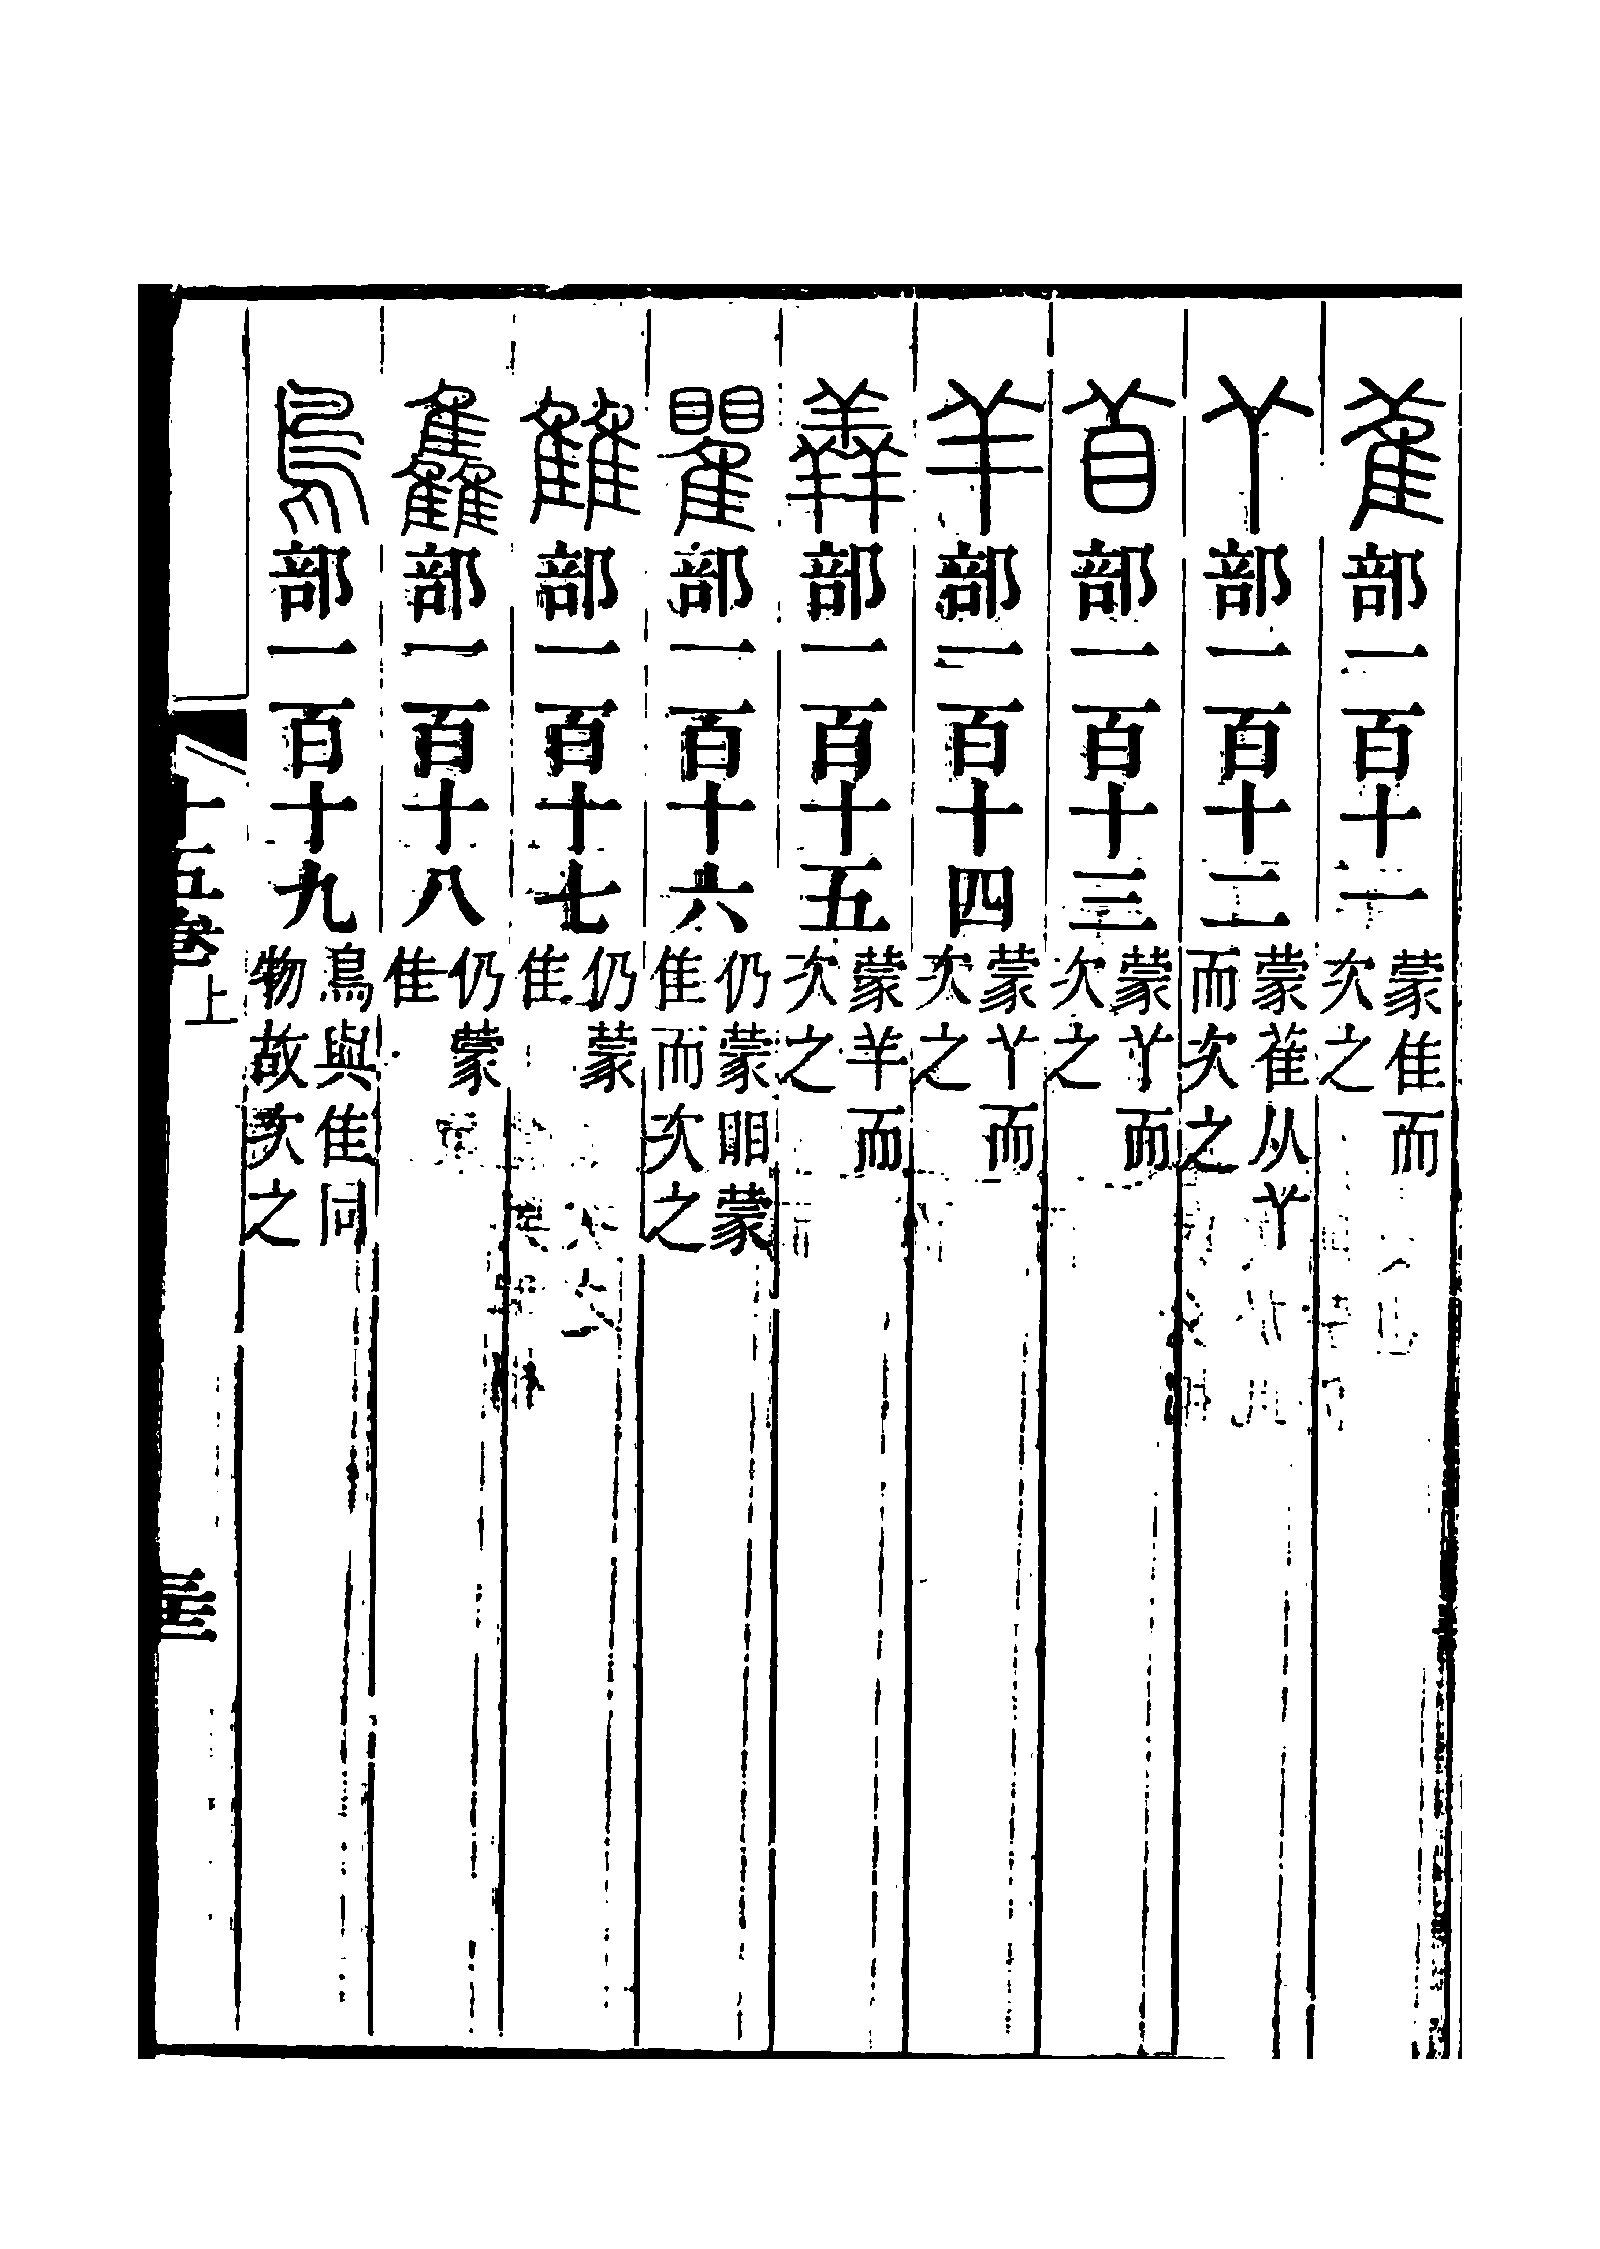 雈部一百十一蒙隹而次之
𦫳部一百十二蒙雈从𦫳而次之
苜部一百十三蒙𦫳而次之
羊部一百十四蒙𦫳而次之
羴部一百十五蒙羊而次之
瞿部一百十六仍蒙䀠蒙隹而次之
雔部一百十七仍蒙隹
雥部一百十八仍蒙隹
鳥部一百十九鳥與隹同物故次之
十五卷上